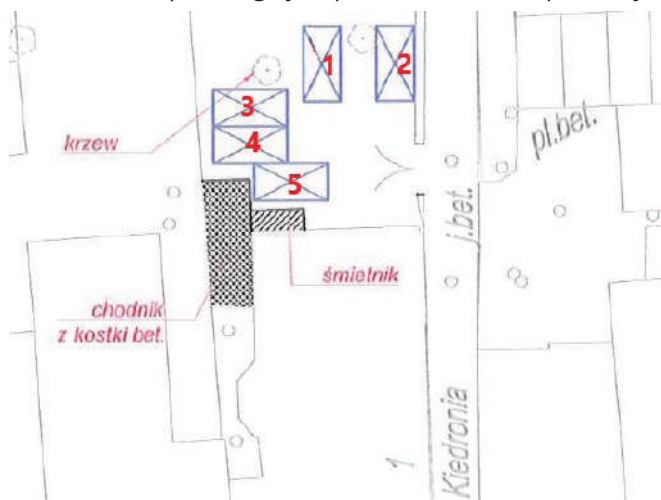 1
2
3
4
5
krzew
pl.bet.
j.bet.
śmietnik
chodnik
z kostki bet.
1
Kiedronia